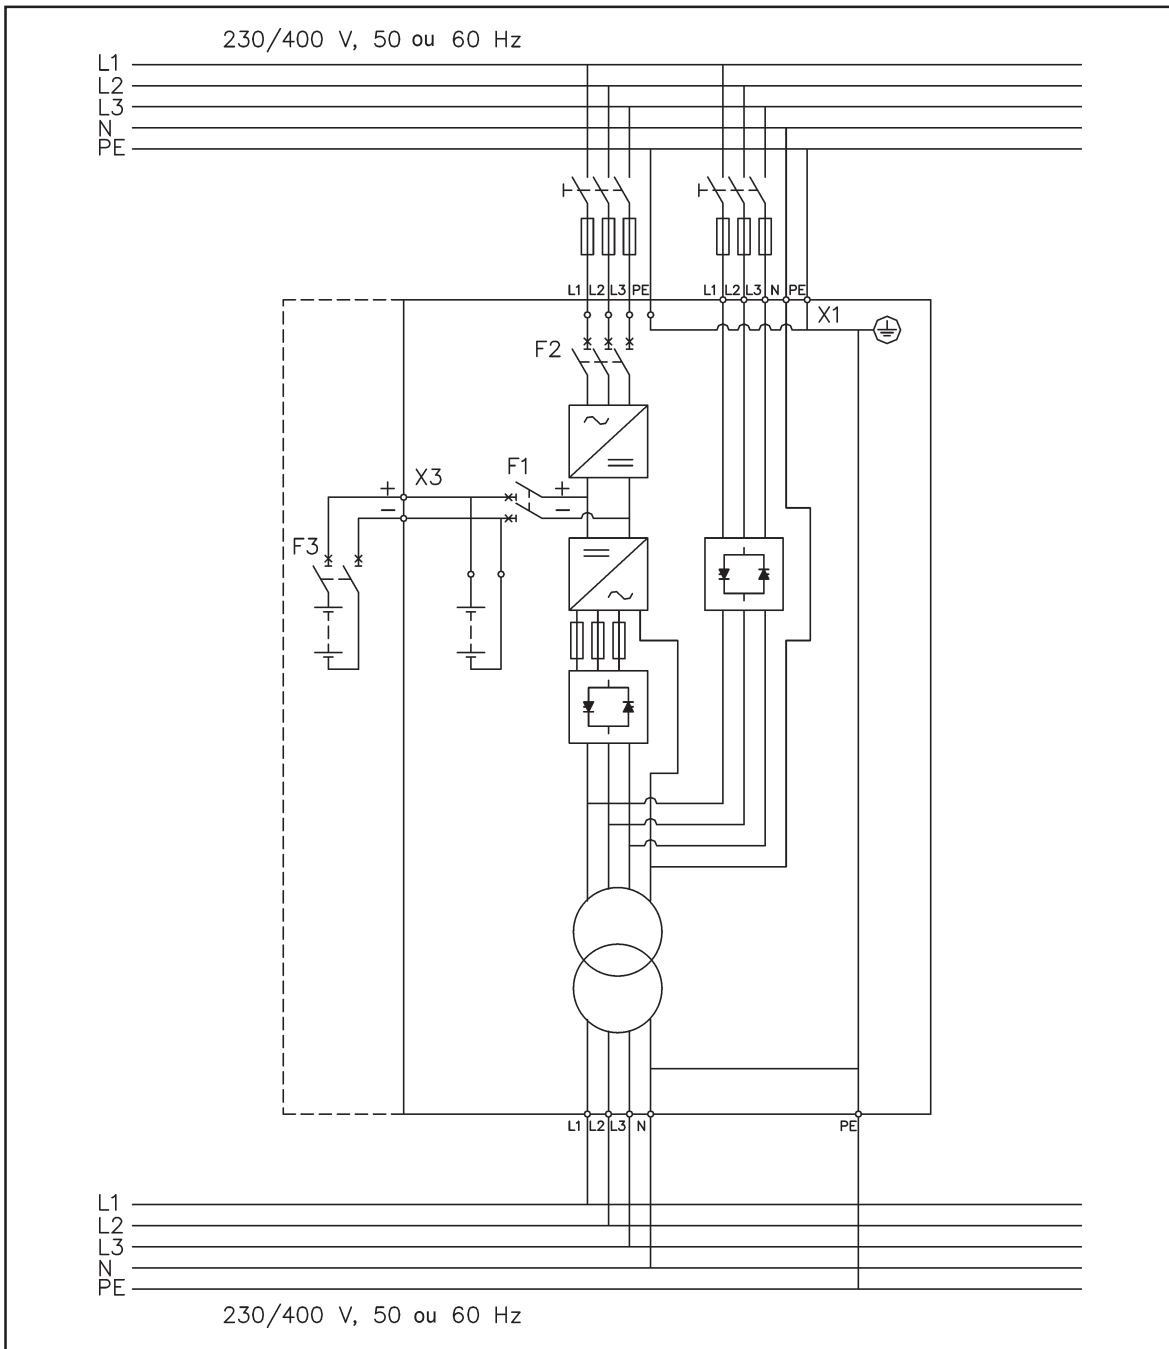 230/400 V, 50 ou 60 Hz
L1
L2
L3
N
PE
L1 L2 L3 PE
L1 L2 L3 N PE
X1
F2
X3
F1
+
+
−
−
F3
L1 L2 L3 N
PE
L1
L2
L3
N
PE
230/400 V, 50 ou 60 Hz